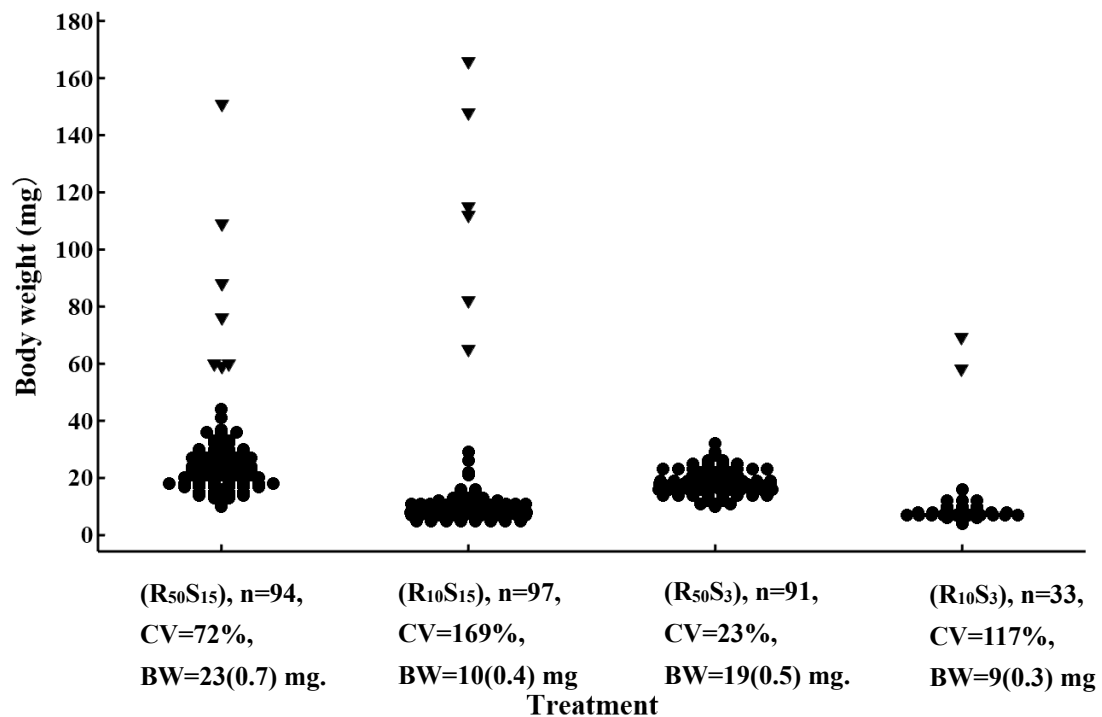 180
160
140
120
100
80
60
40
20
0
Body weight (mg)
(R₅₀S₁₅), n=94,
CV=72%,
BW=23(0.7) mg.
(R₁₀S₁₅), n=97,
CV=169%,
BW=10(0.4) mg
(R₅₀S₃), n=91,
CV=23%,
BW=19(0.5) mg.
(R₁₀S₃), n=33,
CV=117%,
BW=9(0.3) mg
Treatment